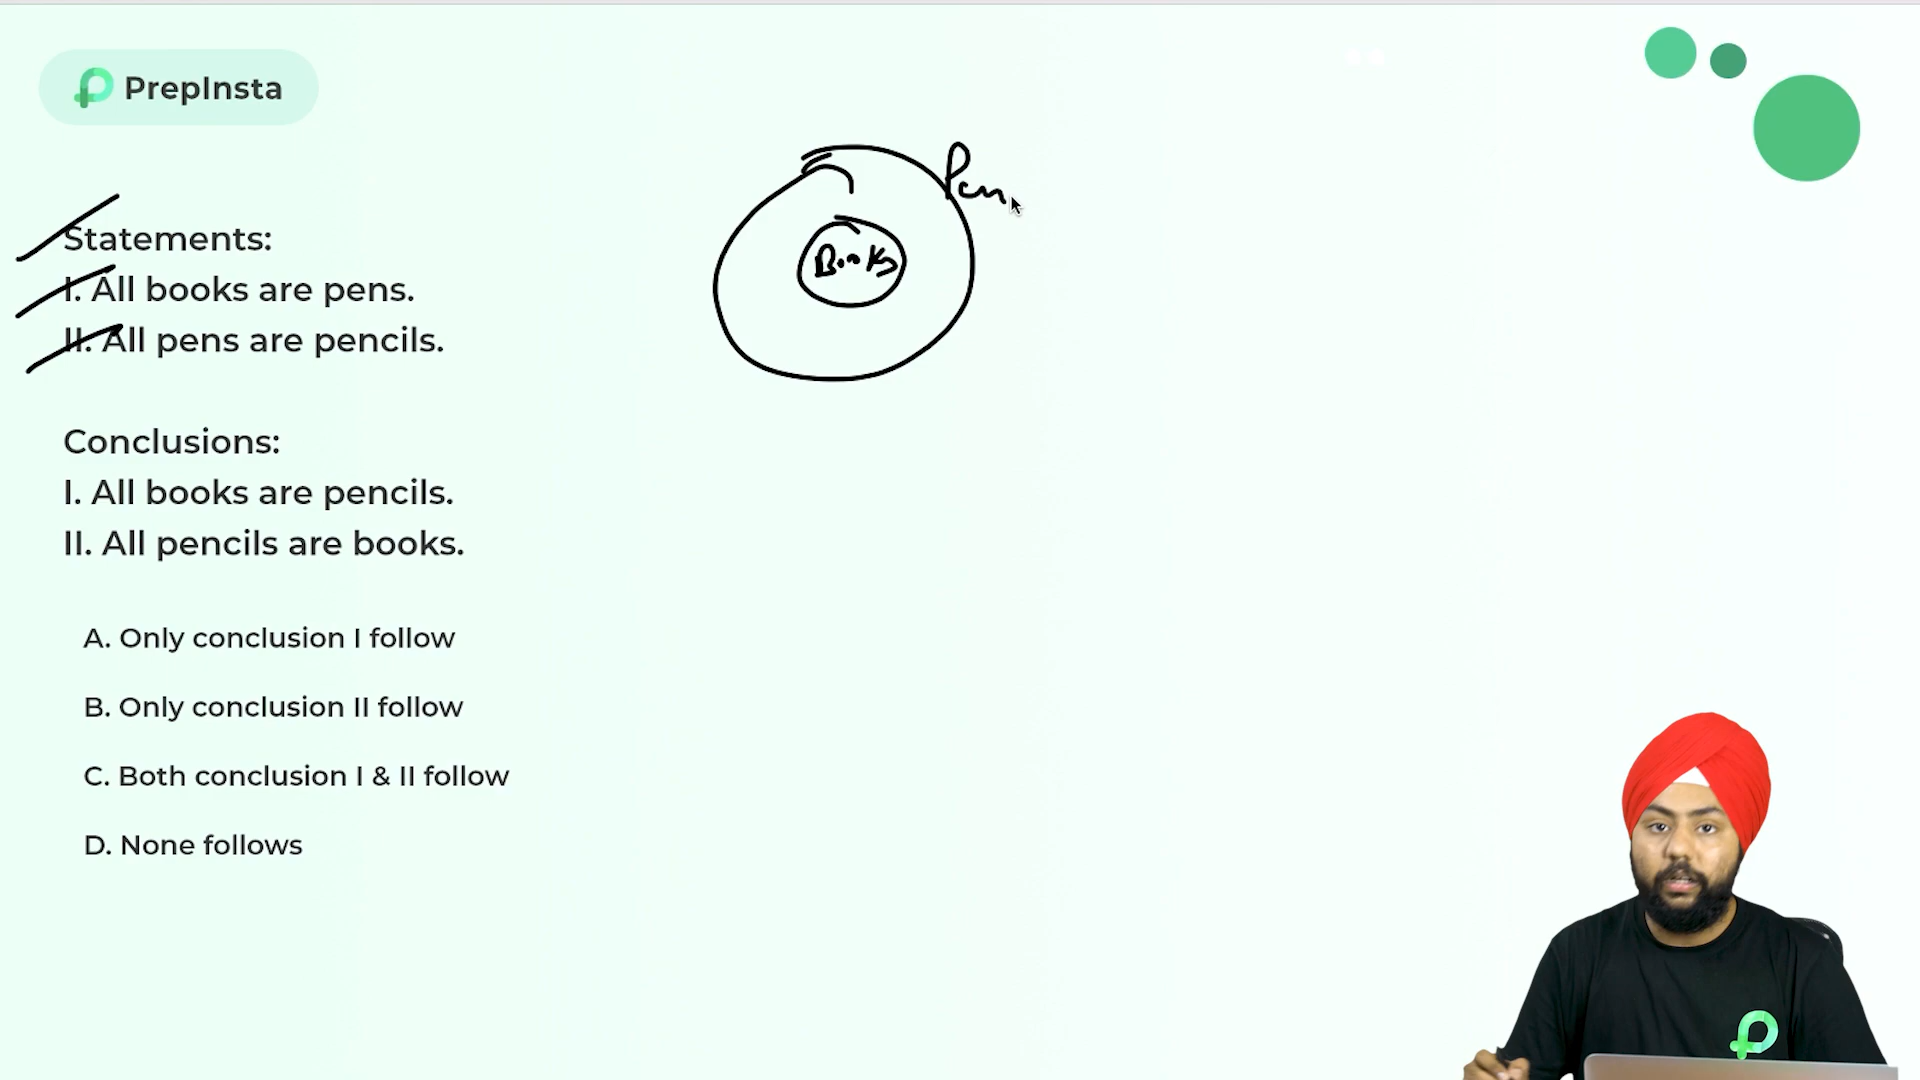 PrepInsta
Statements:
I. All books are pens.
II. All pens are pencils.
Conclusions:
I. All books are pencils.
II. All pencils are books.
A. Only conclusion I follow
B. Only conclusion II follow
C. Both conclusion I & II follow
D. None follows
Pen
Books